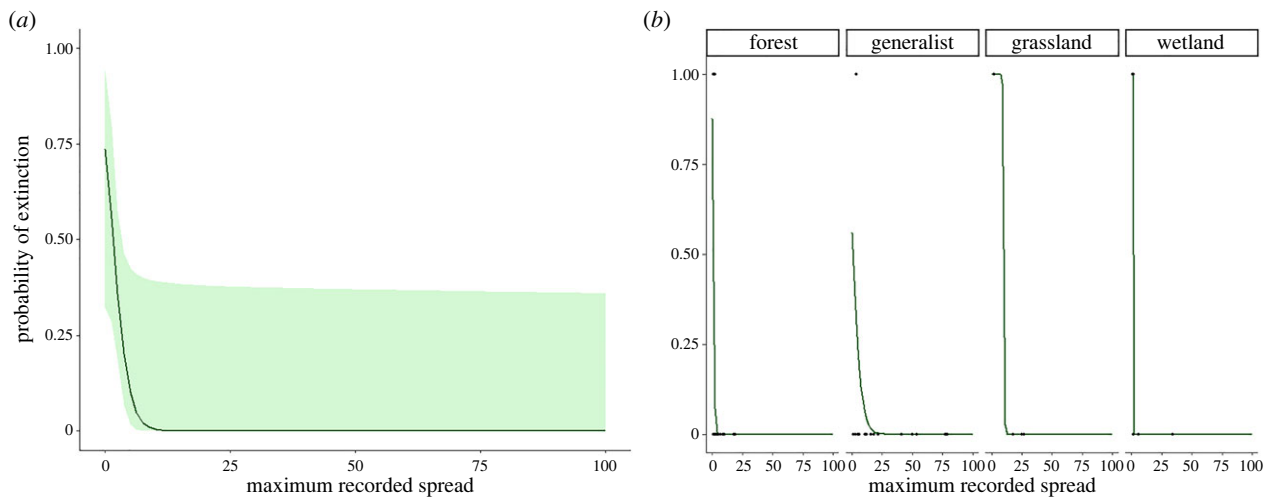 (a)
1.00
0.75
0.50
0.25
0
probability of extinction
0 25 50 75 100
maximum recorded spread
(b)
forest generalist grassland wetland
1.00
0.75
0.50
0.25
0
0 25 50 75 100 0 25 50 75 100 0 25 50 75 100 0 25 50 75 100
maximum recorded spread